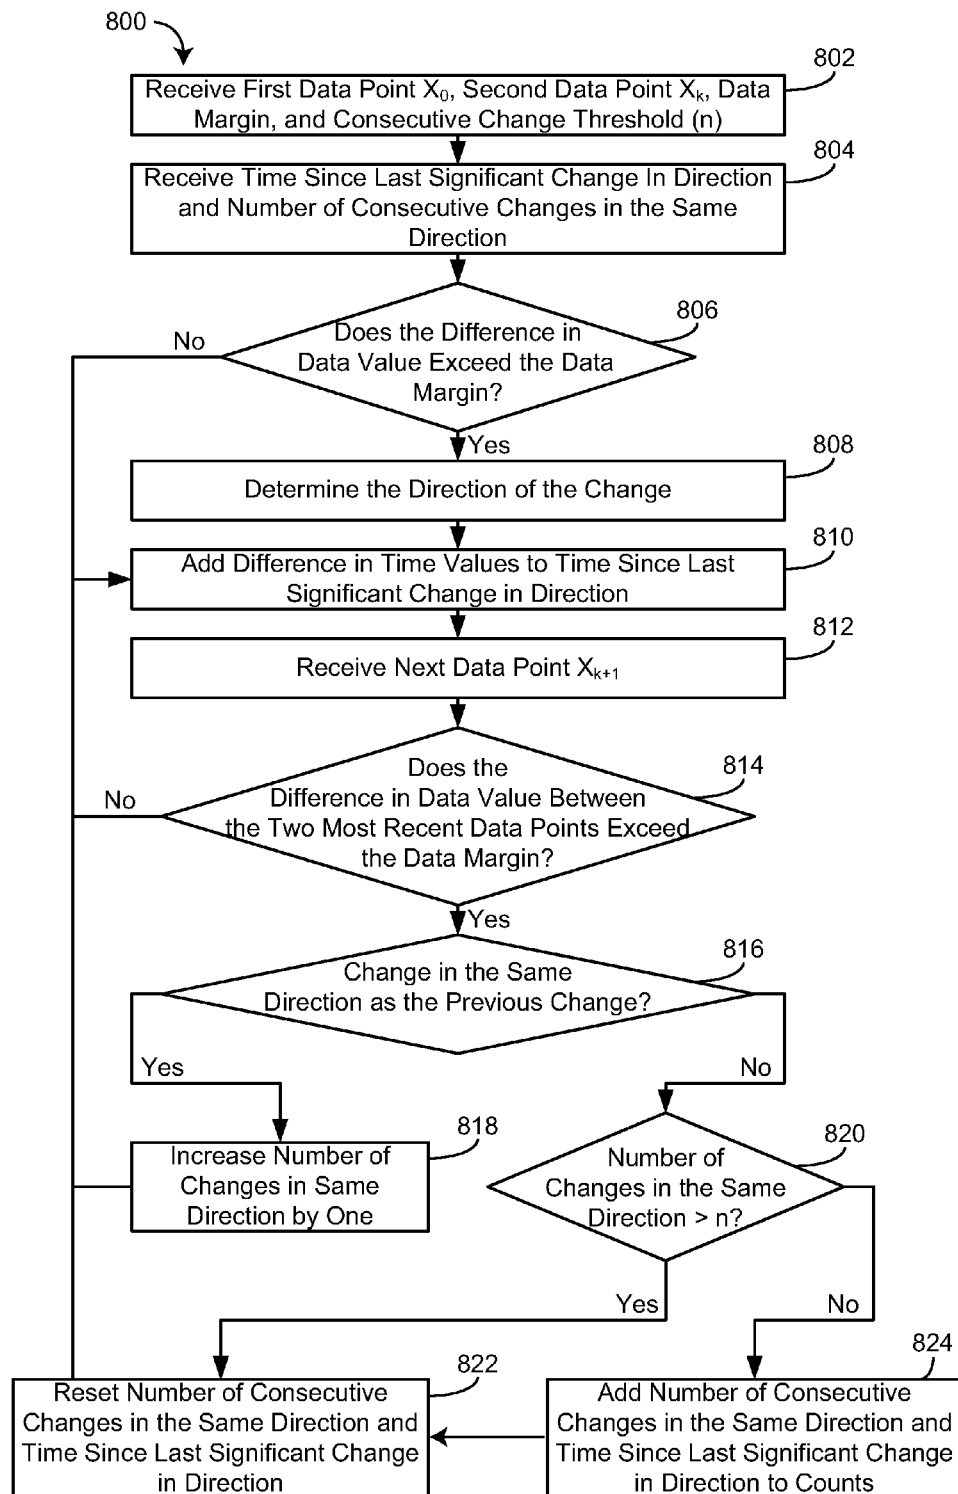 800
802
Receive First Data Point X₀, Second Data Point Xₖ, Data
Margin, and Consecutive Change Threshold (n)
804
Receive Time Since Last Significant Change In Direction
and Number of Consecutive Changes in the Same
Direction
806
No
Does the Difference in
Data Value Exceed the Data
Margin?
Yes
808
Determine the Direction of the Change
810
Add Difference in Time Values to Time Since Last
Significant Change in Direction
812
Receive Next Data Point Xₖ₊₁
814
No
Does the
Difference in Data Value Between
the Two Most Recent Data Points Exceed
the Data Margin?
Yes
816
Change in the Same
Direction as the Previous Change?
Yes
No
818
Increase Number of
Changes in Same
Direction by One
820
Number of
Changes in the Same
Direction > n?
Yes
No
822
Reset Number of Consecutive
Changes in the Same Direction and
Time Since Last Significant Change
in Direction
824
Add Number of Consecutive
Changes in the Same Direction and
Time Since Last Significant Change
in Direction to Counts